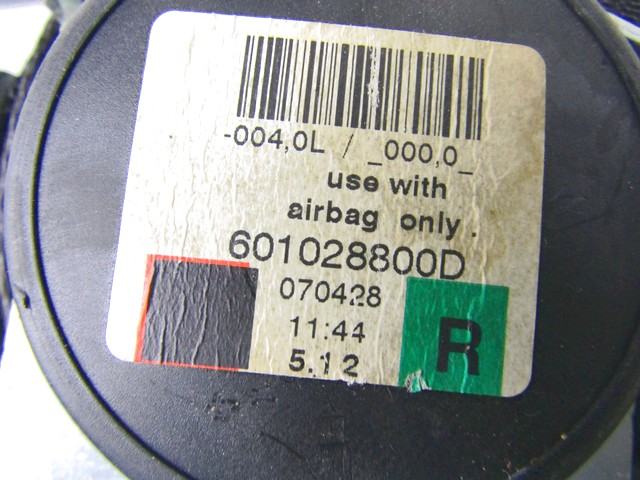 -004,0L / _000,0_
use with
airbag only .
601028800D
070428
11:44
5.12
R